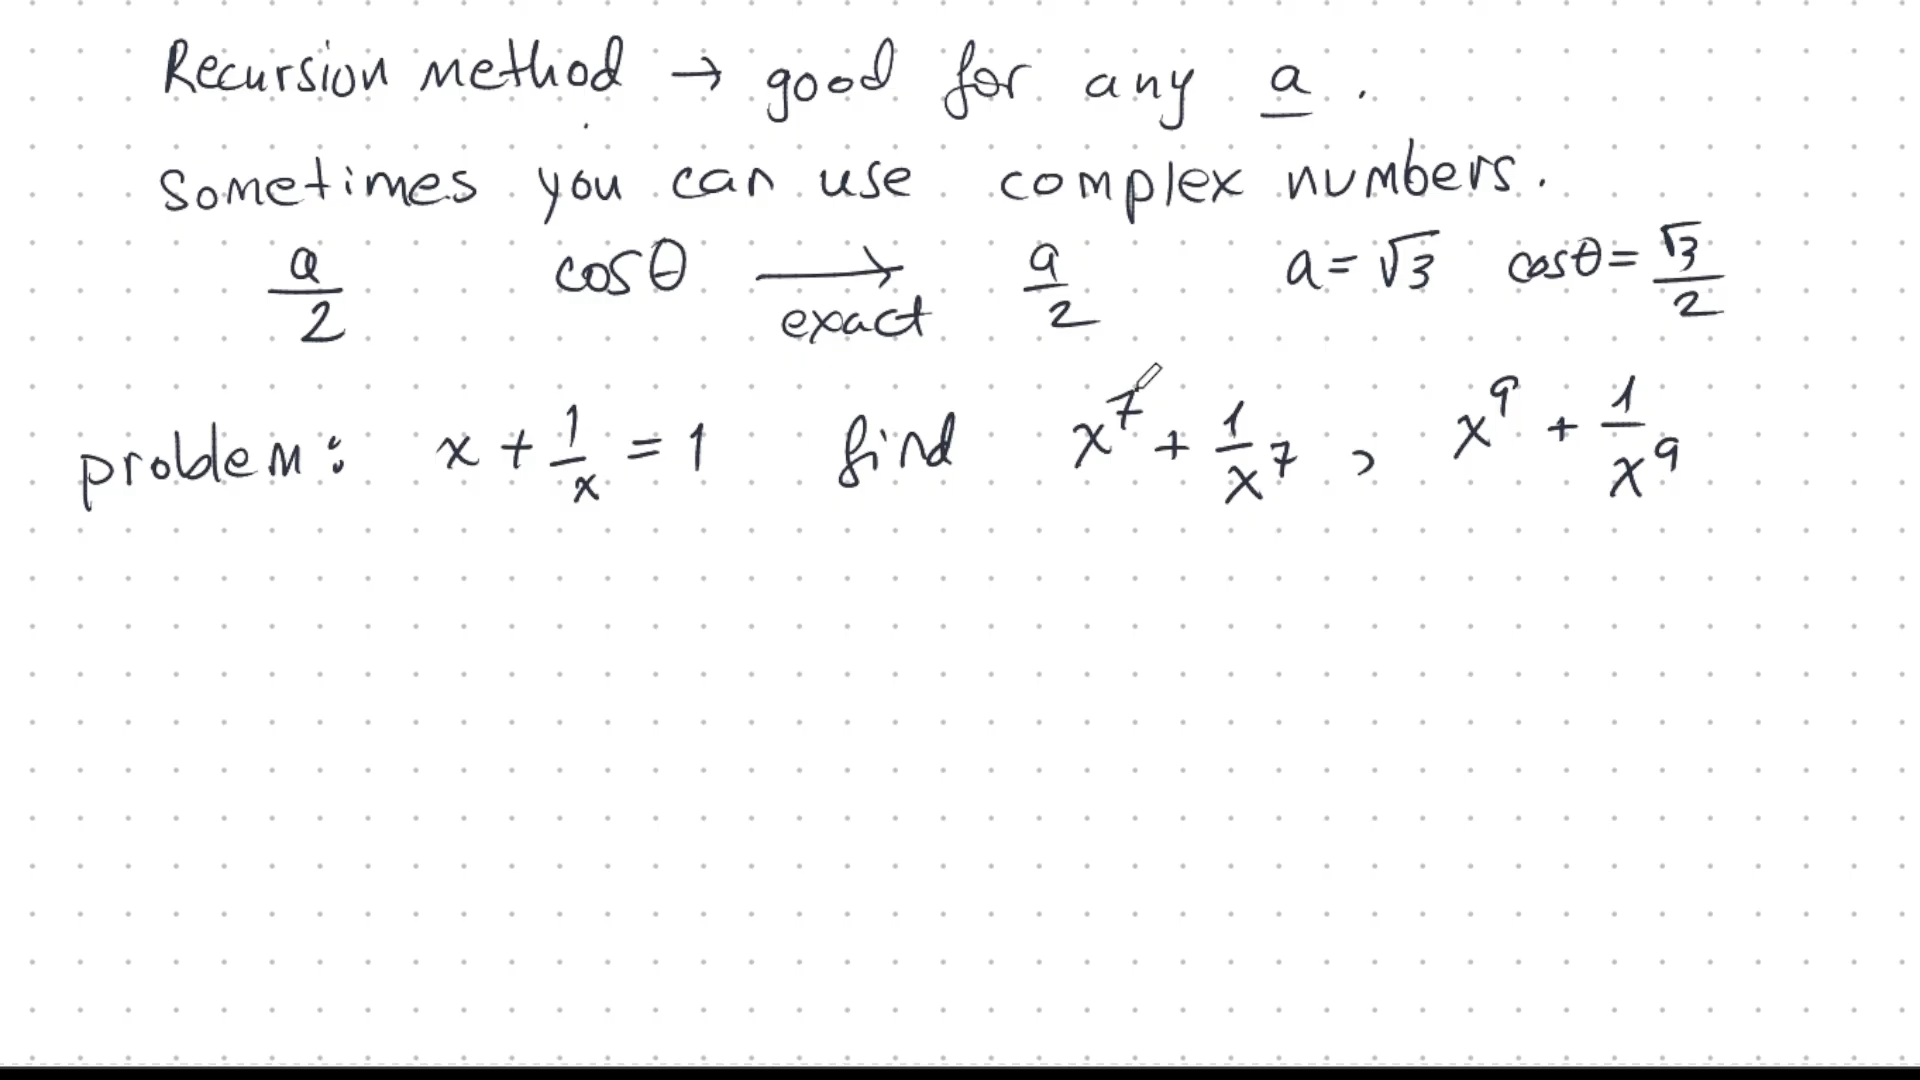 Recursion method → good for any a.
Sometimes you can use complex numbers.
a/2 cosθ → exact a/2 a = √3 cosθ = √3/2
problem: x + 1/x = 1 find x^7 + 1/x^7, x^9 + 1/x^9